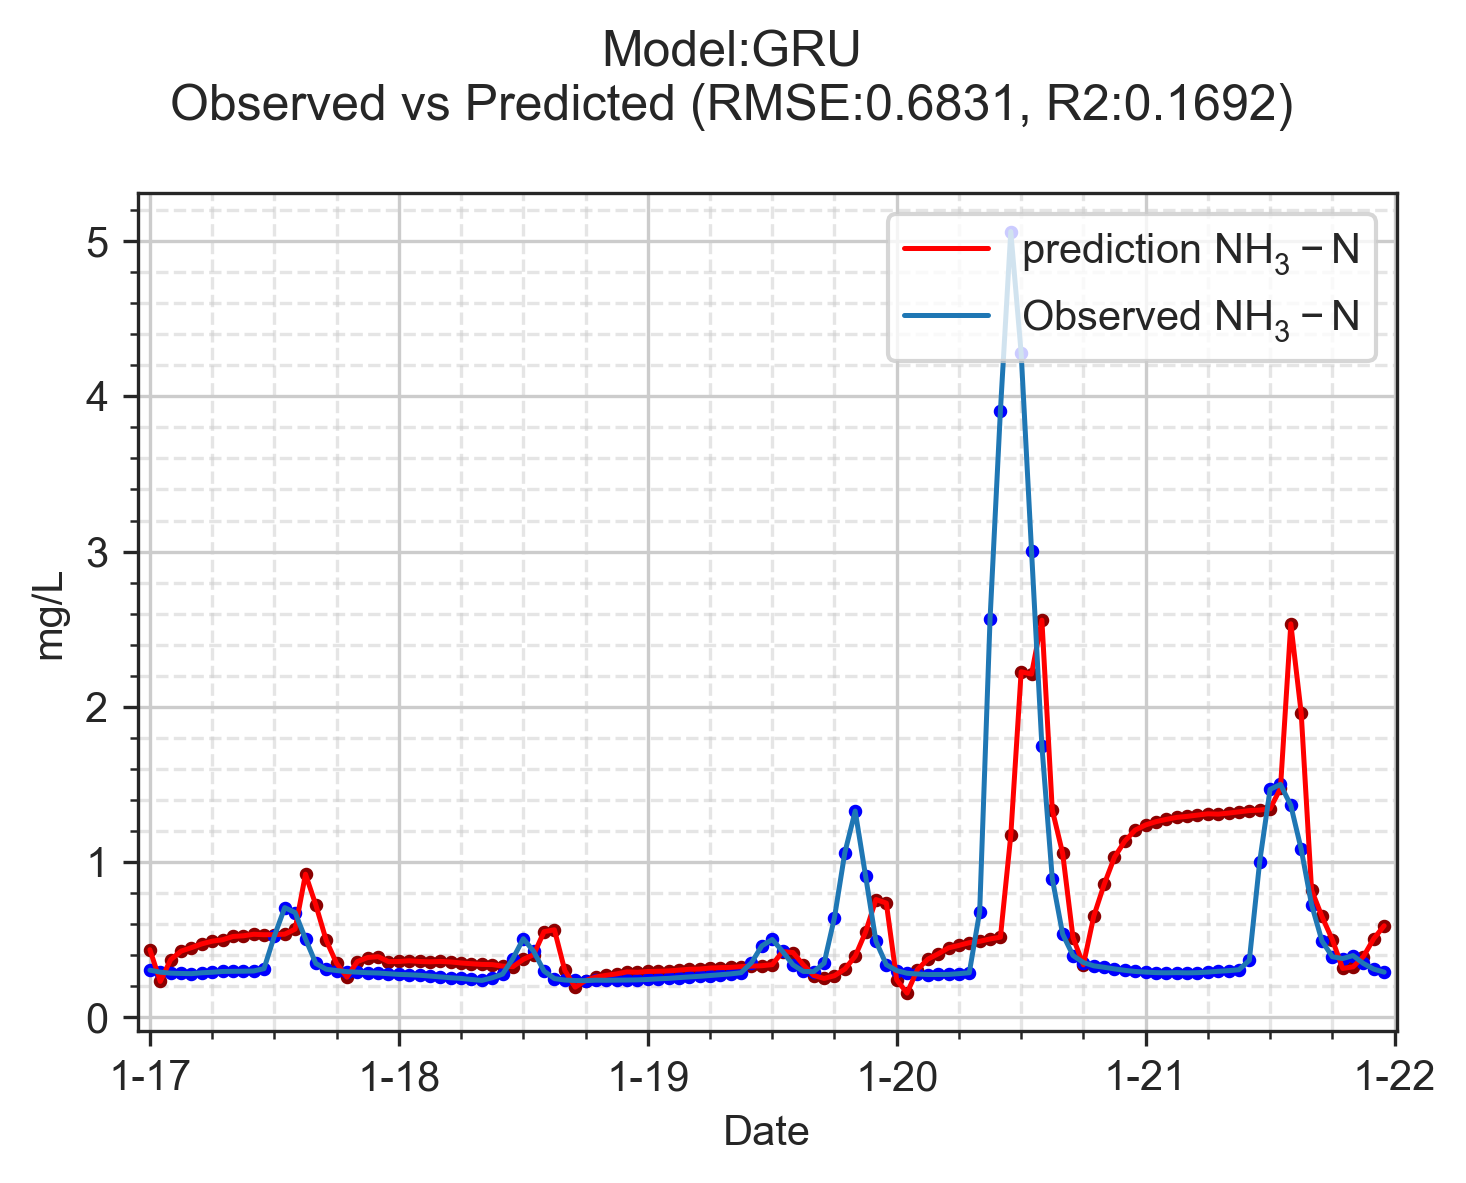 Model:GRU
Observed vs Predicted (RMSE:0.6831, R2:0.1692)
prediction NH₃ − N
Observed NH₃ − N
5
4
3
2
1
0
mg/L
1-17 1-18 1-19 1-20 1-21 1-22
Date